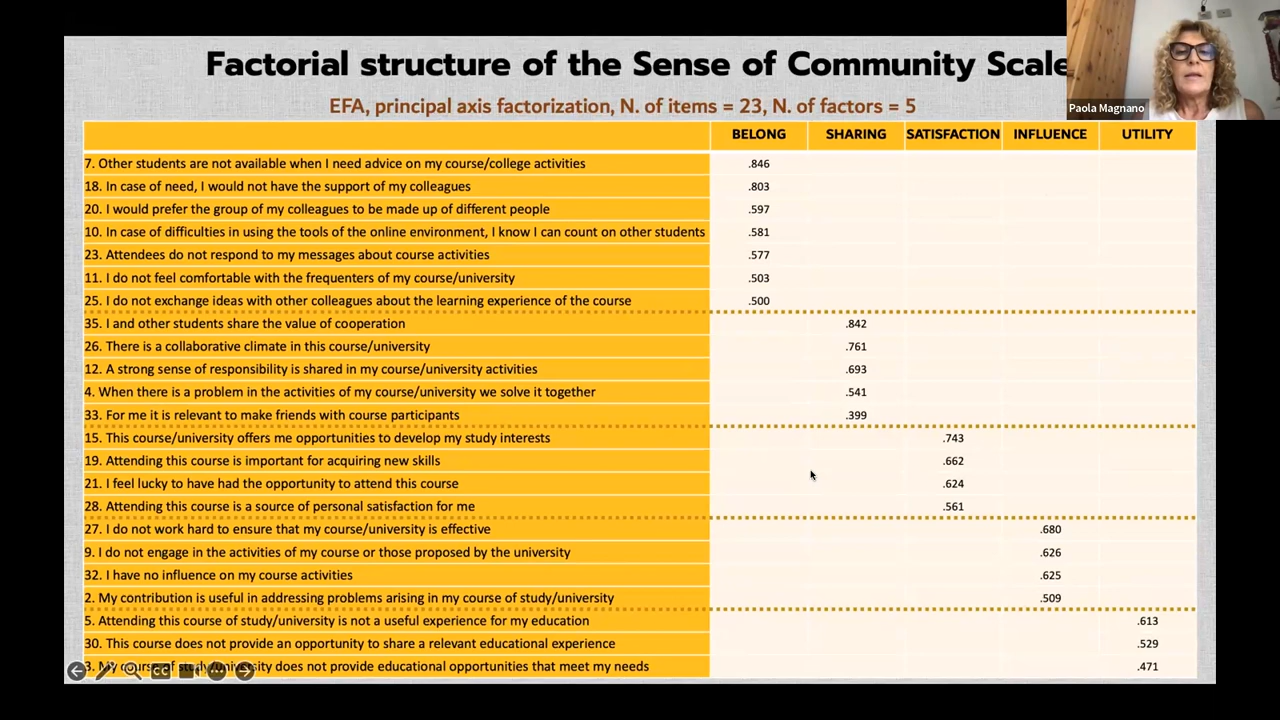 Factorial structure of the Sense of Community Scale
EFA, principal axis factorization, N. of items = 23, N. of factors = 5
Paola Magnano
BELONG SHARING SATISFACTION INFLUENCE UTILITY
7. Other students are not available when I need advice on my course/college activities .846
18. In case of need, I would not have the support of my colleagues .803
20. I would prefer the group of my colleagues to be made up of different people .597
10. In case of difficulties in using the tools of the online environment, I know I can count on other students .581
23. Attendees do not respond to my messages about course activities .577
11. I do not feel comfortable with the frequenters of my course/university .503
25. I do not exchange ideas with other colleagues about the learning experience of the course .500
35. I and other students share the value of cooperation .842
26. There is a collaborative climate in this course/university .761
12. A strong sense of responsibility is shared in my course/university activities .693
4. When there is a problem in the activities of my course/university we solve it together .541
33. For me it is relevant to make friends with course participants .399
15. This course/university offers me opportunities to develop my study interests .743
19. Attending this course is important for acquiring new skills .662
21. I feel lucky to have had the opportunity to attend this course .624
28. Attending this course is a source of personal satisfaction for me .561
27. I do not work hard to ensure that my course/university is effective .680
9. I do not engage in the activities of my course or those proposed by the university .626
32. I have no influence on my course activities .625
2. My contribution is useful in addressing problems arising in my course of study/university .509
5. Attending this course of study/university is not a useful experience for my education .613
30. This course does not provide an opportunity to share a relevant educational experience .529
3. My course of study/university does not provide educational opportunities that meet my needs .471
CC